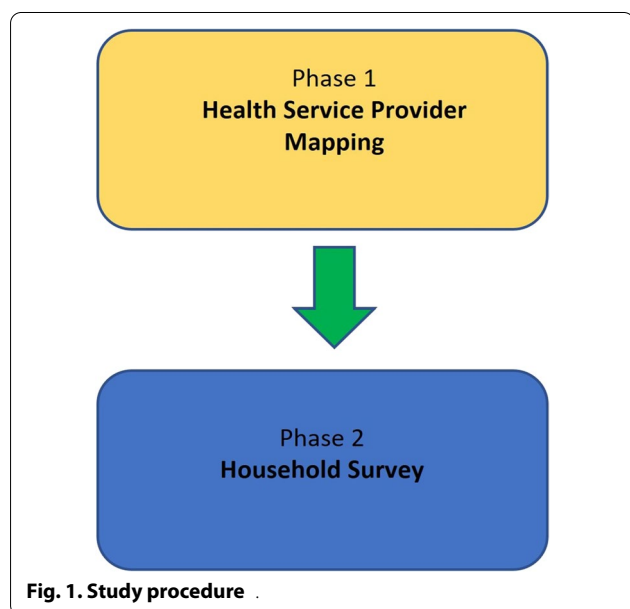 Phase 1
Health Service Provider
Mapping
Phase 2
Household Survey
Fig. 1. Study procedure .